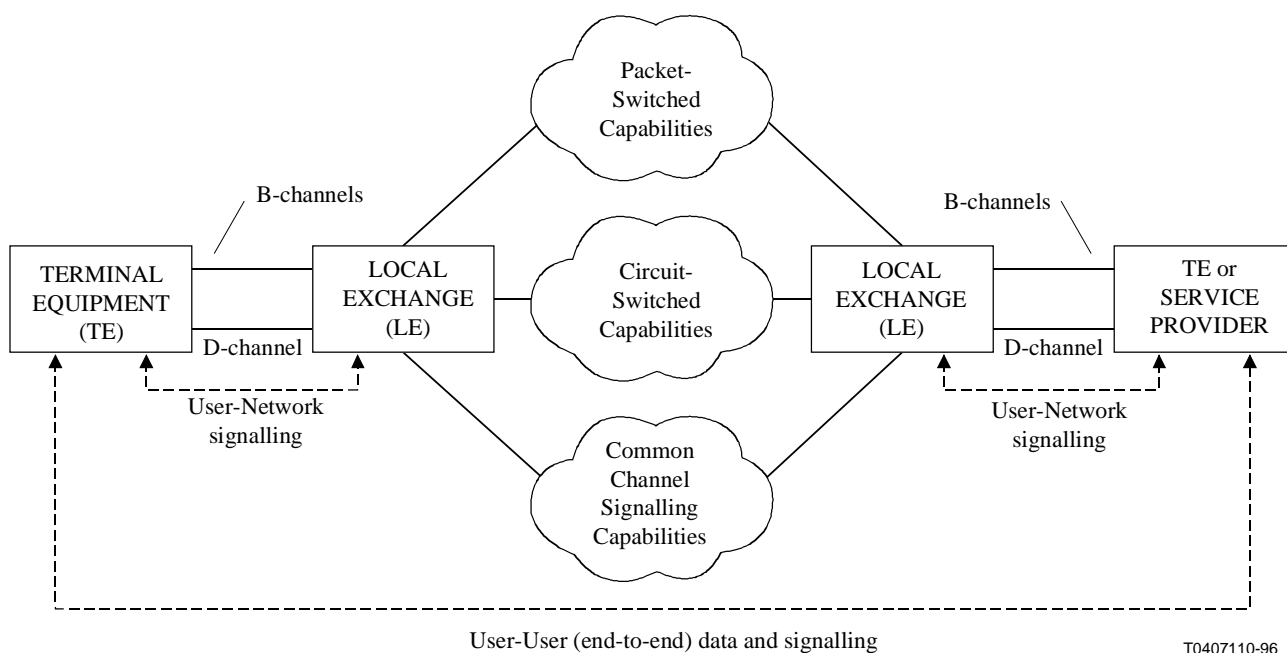 Packet-
Switched
Capabilities
B-channels
B-channels
TERMINAL
EQUIPMENT
(TE)
LOCAL
EXCHANGE
(LE)
Circuit-
Switched
Capabilities
LOCAL
EXCHANGE
(LE)
TE or
SERVICE
PROVIDER
D-channel
D-channel
User-Network
signalling
User-Network
signalling
Common
Channel
Signalling
Capabilities
User-User (end-to-end) data and signalling
T0407110-96